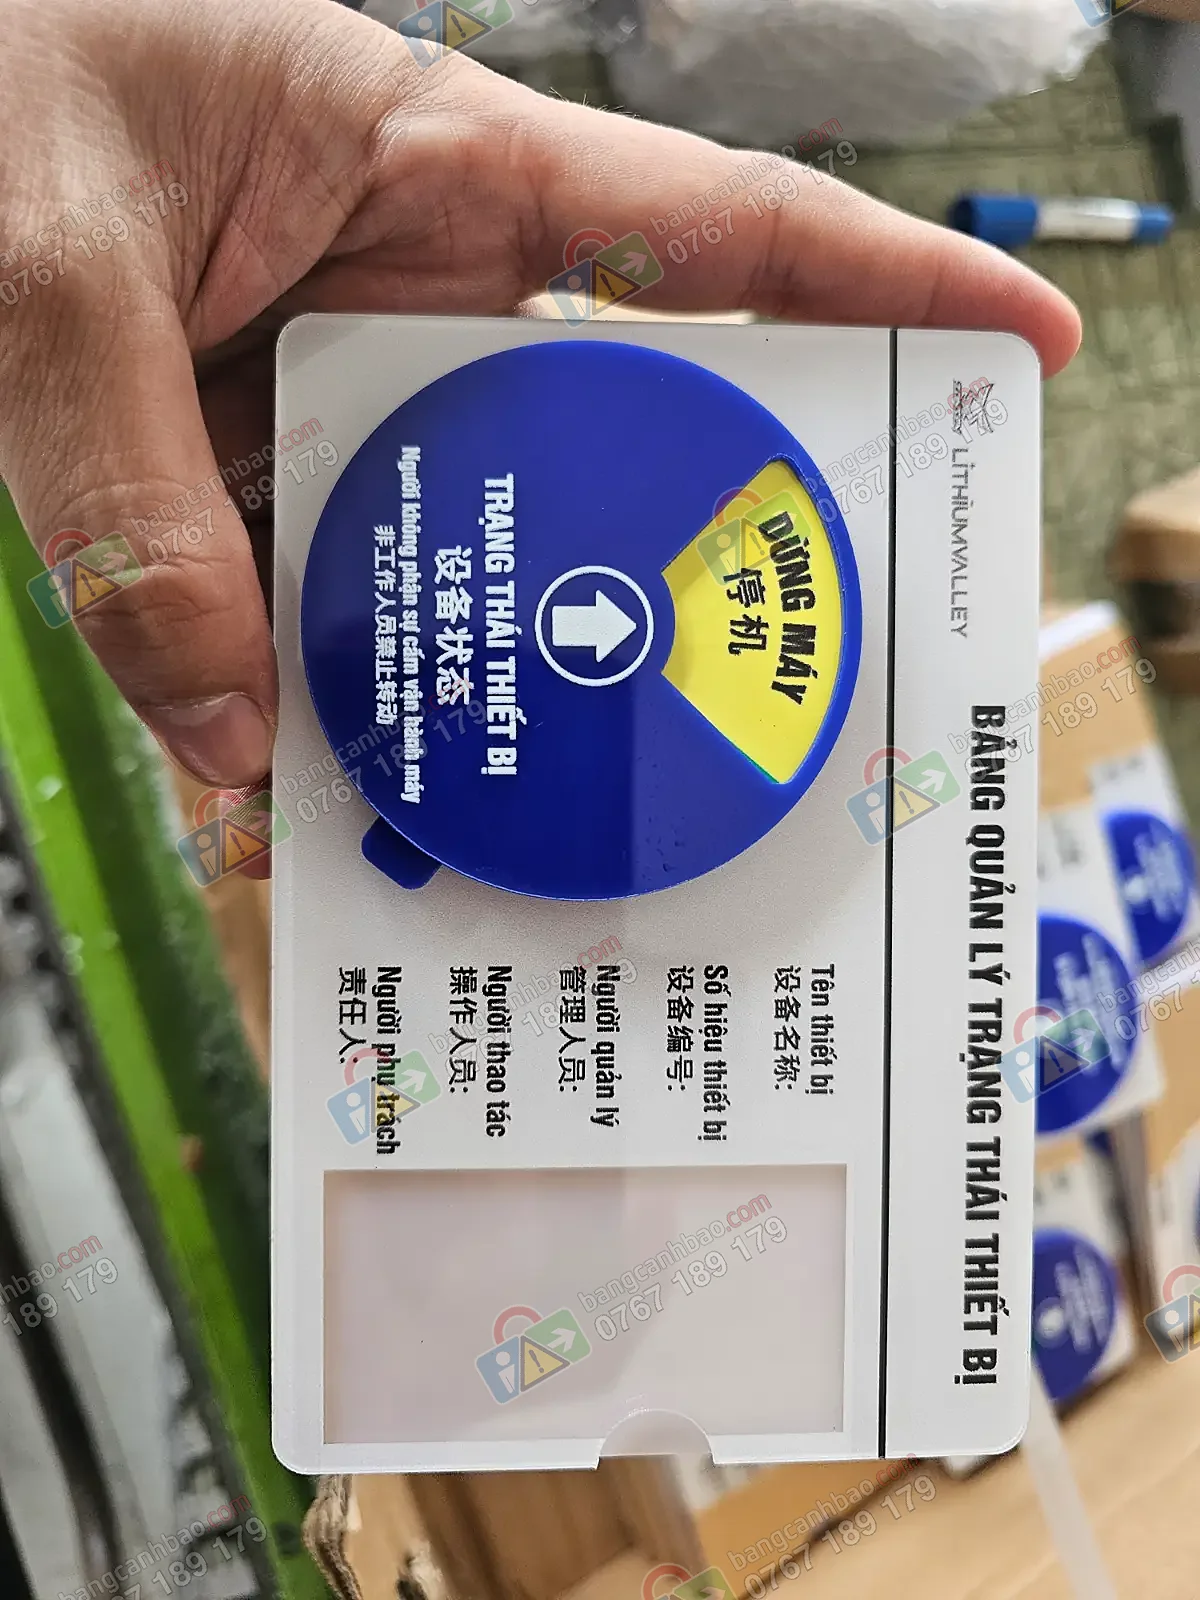 LITHIUMVALLEY
BẢNG QUẢN LÝ TRẠNG THÁI THIẾT BỊ
DỪNG MÁY
停机
TRẠNG THÁI THIẾT BỊ
设备状态
Người không phận sự cấm vận hành máy
非工作人员禁止转动
Tên thiết bị
设备名称:
Số hiệu thiết bị
设备编号:
Người quản lý
管理人员:
Người thao tác
操作人员:
Người phụ trách
责任人:
bangcanhbao.com
0767 189 179